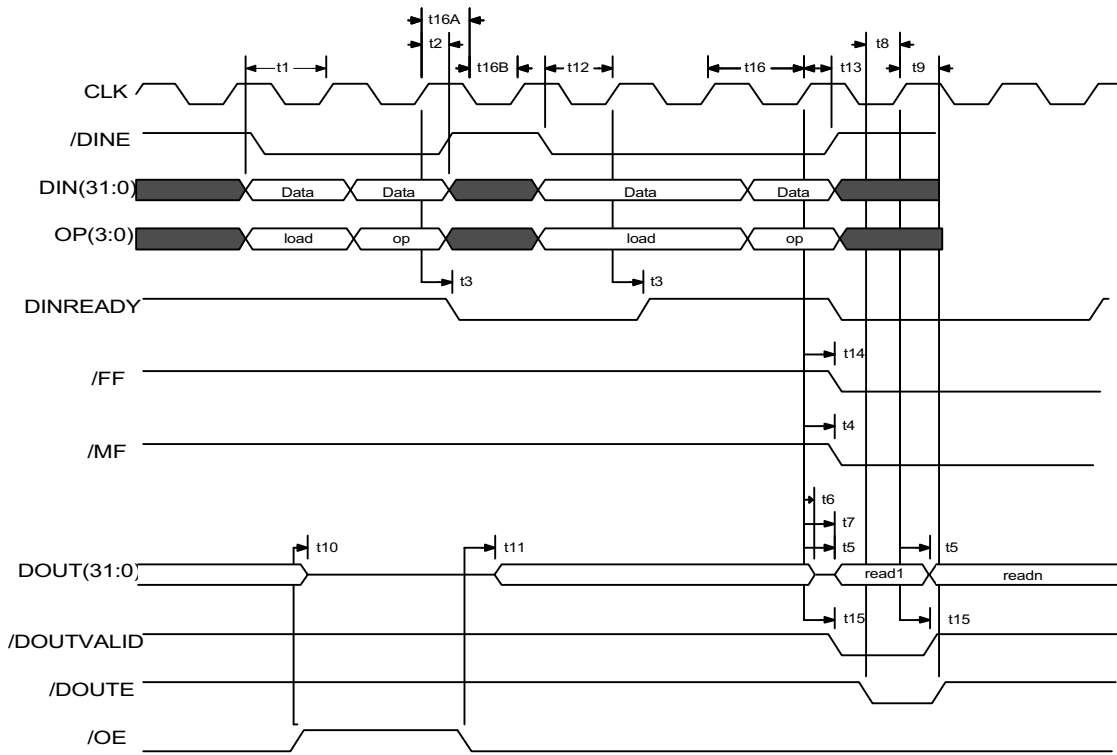 t16A
t2 t8
t1 t16B t12 t16 t13 t9
CLK
/DINE
DIN(31:0) Data Data Data Data
OP(3:0) load op load op
t3 t3
DINREADY
t14
/FF
t4
/MF
t6
t7
t10 t11 t5 t5
DOUT(31:0) read1 readn
t15 t15
/DOUTVALID
/DOUTE
/OE